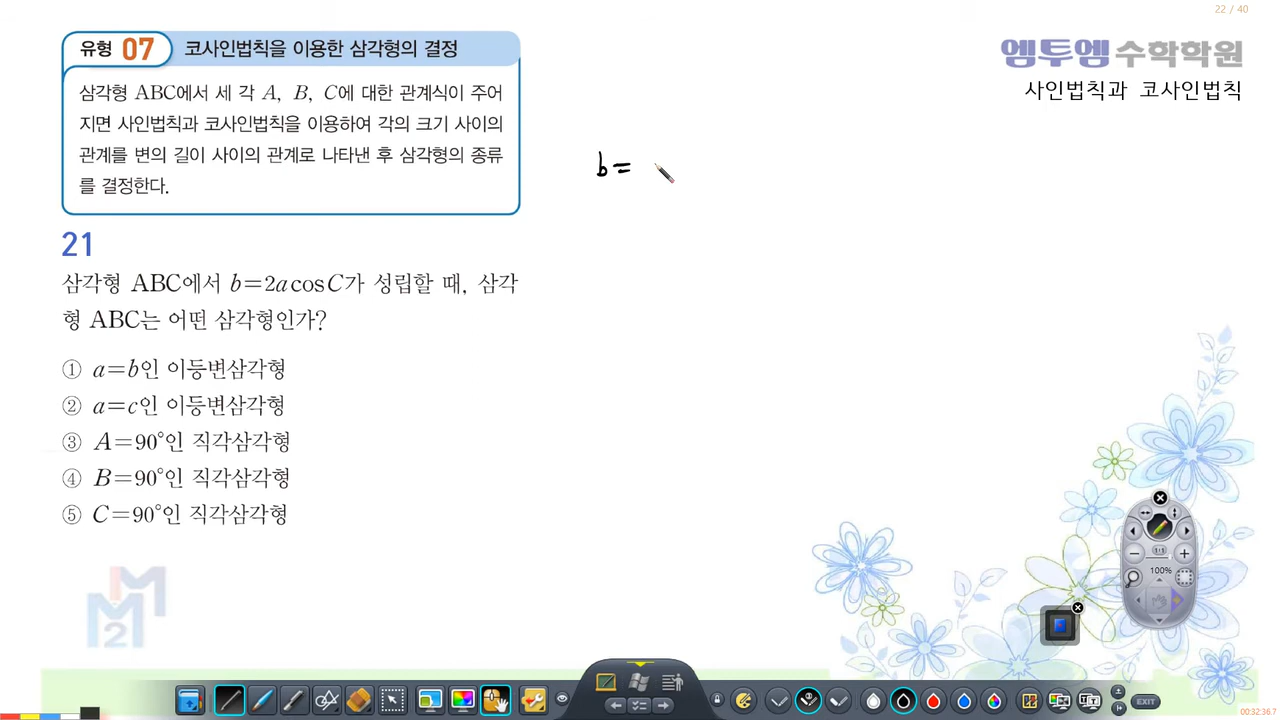 22 / 40
유형 07 코사인법칙을 이용한 삼각형의 결정
삼각형 ABC에서 세 각 A, B, C에 대한 관계식이 주어
지면 사인법칙과 코사인법칙을 이용하여 각의 크기 사이의
관계를 변의 길이 사이의 관계로 나타낸 후 삼각형의 종류
를 결정한다.
엠투엠수학학원
사인법칙과 코사인법칙
b=
21
삼각형 ABC에서 b=2a cos C가 성립할 때, 삼각
형 ABC는 어떤 삼각형인가?
① a=b인 이등변삼각형
② a=c인 이등변삼각형
③ A=90°인 직각삼각형
④ B=90°인 직각삼각형
⑤ C=90°인 직각삼각형
M2M
1:1
100%
EXIT
00:32:36.7